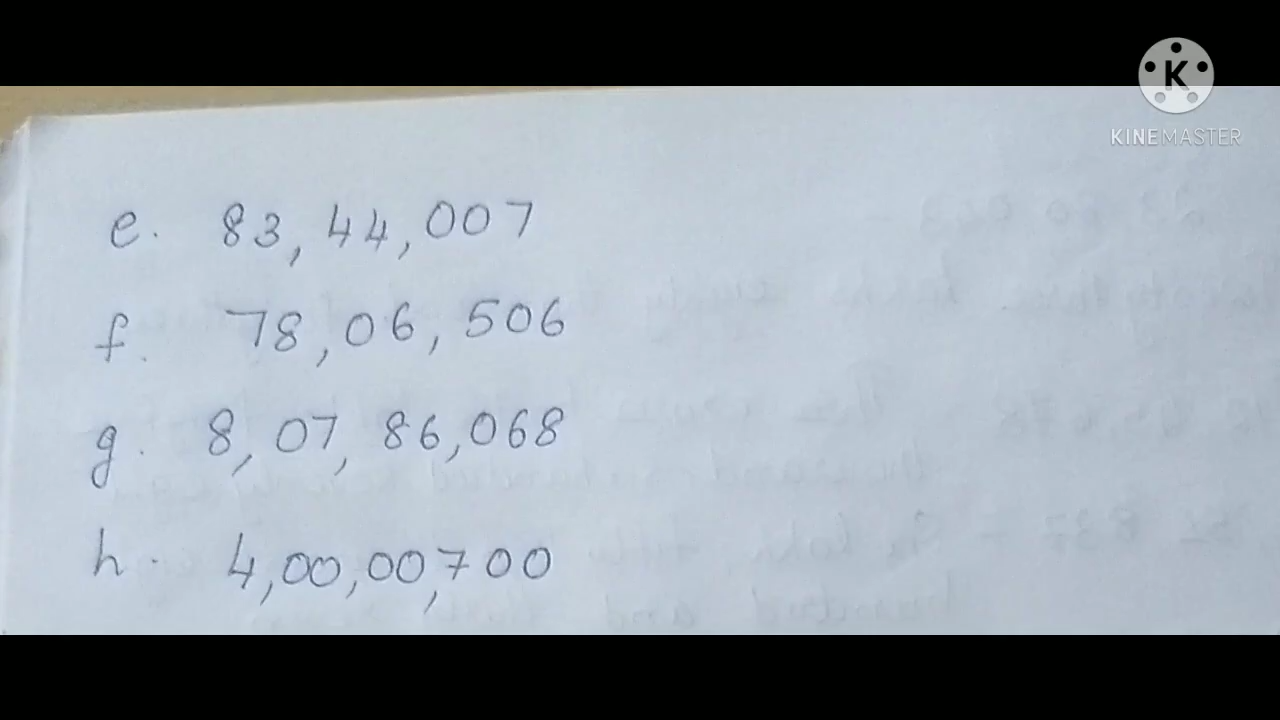 KINEMASTER
e. 83, 44, 007
f. 78, 06, 506
g. 8, 07, 86,068
h. 4,00,00,700